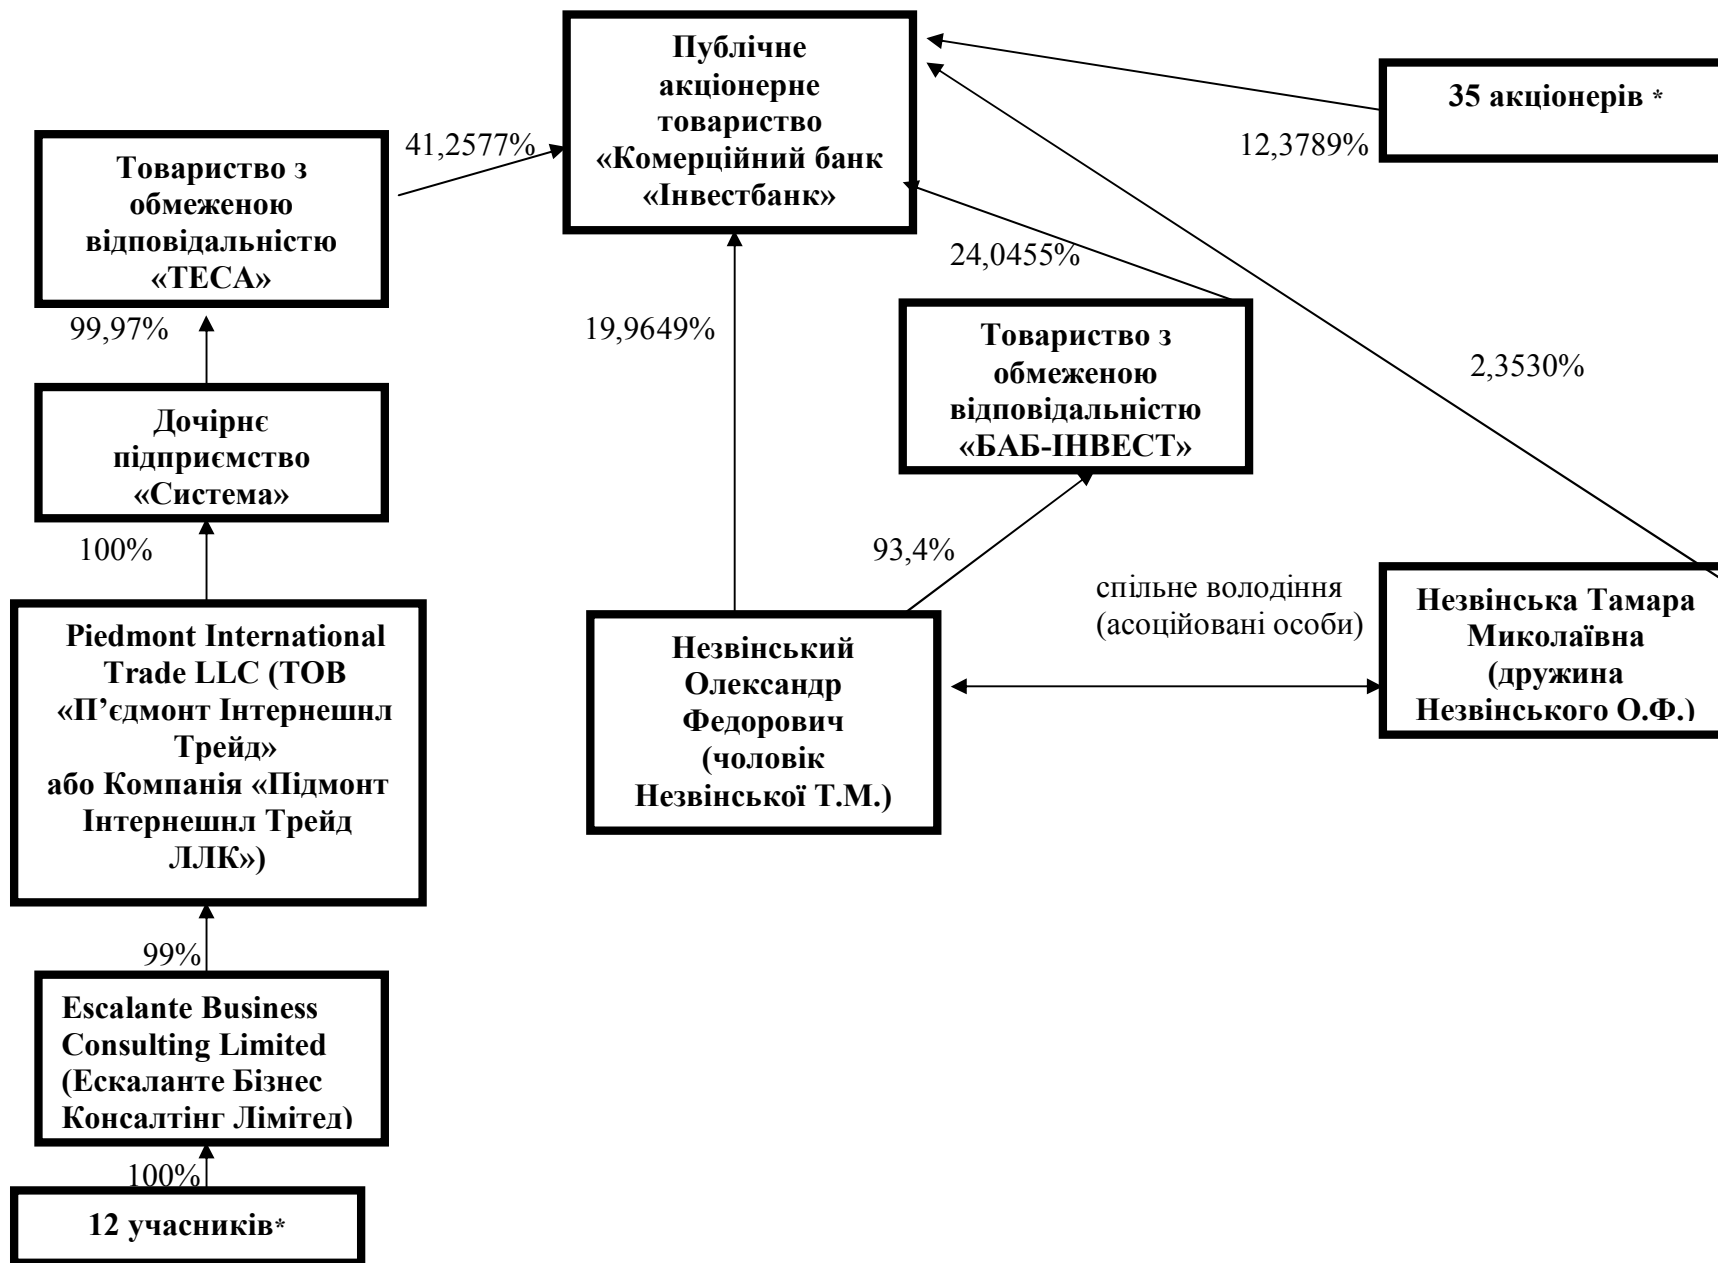 Публічне
акціонерне
товариство
«Комерційний банк
«Інвестбанк»
35 акціонерів *
41,2577%
12,3789%
Товариство з
обмеженою
відповідальністю
«ТЕСА»
24,0455%
99,97%
19,9649%
Товариство з
обмеженою
відповідальністю
«БАБ-ІНВЕСТ»
2,3530%
Дочірнє
підприємство
«Система»
100%
93,4%
спільне володіння
(асоційовані особи)
Незвінська Тамара
Миколаївна
(дружина
Незвінського О.Ф.)
Piedmont International
Trade LLC (ТОВ
«П’єдмонт Інтернешнл
Трейд»
або Компанія «Підмонт
Інтернешнл Трейд
ЛЛК»)
Незвінський
Олександр
Федорович
(чоловік
Незвінської Т.М.)
99%
Escalante Business
Consulting Limited
(Ескаланте Бізнес
Консалтінг Лімітед)
100%
12 учасників*